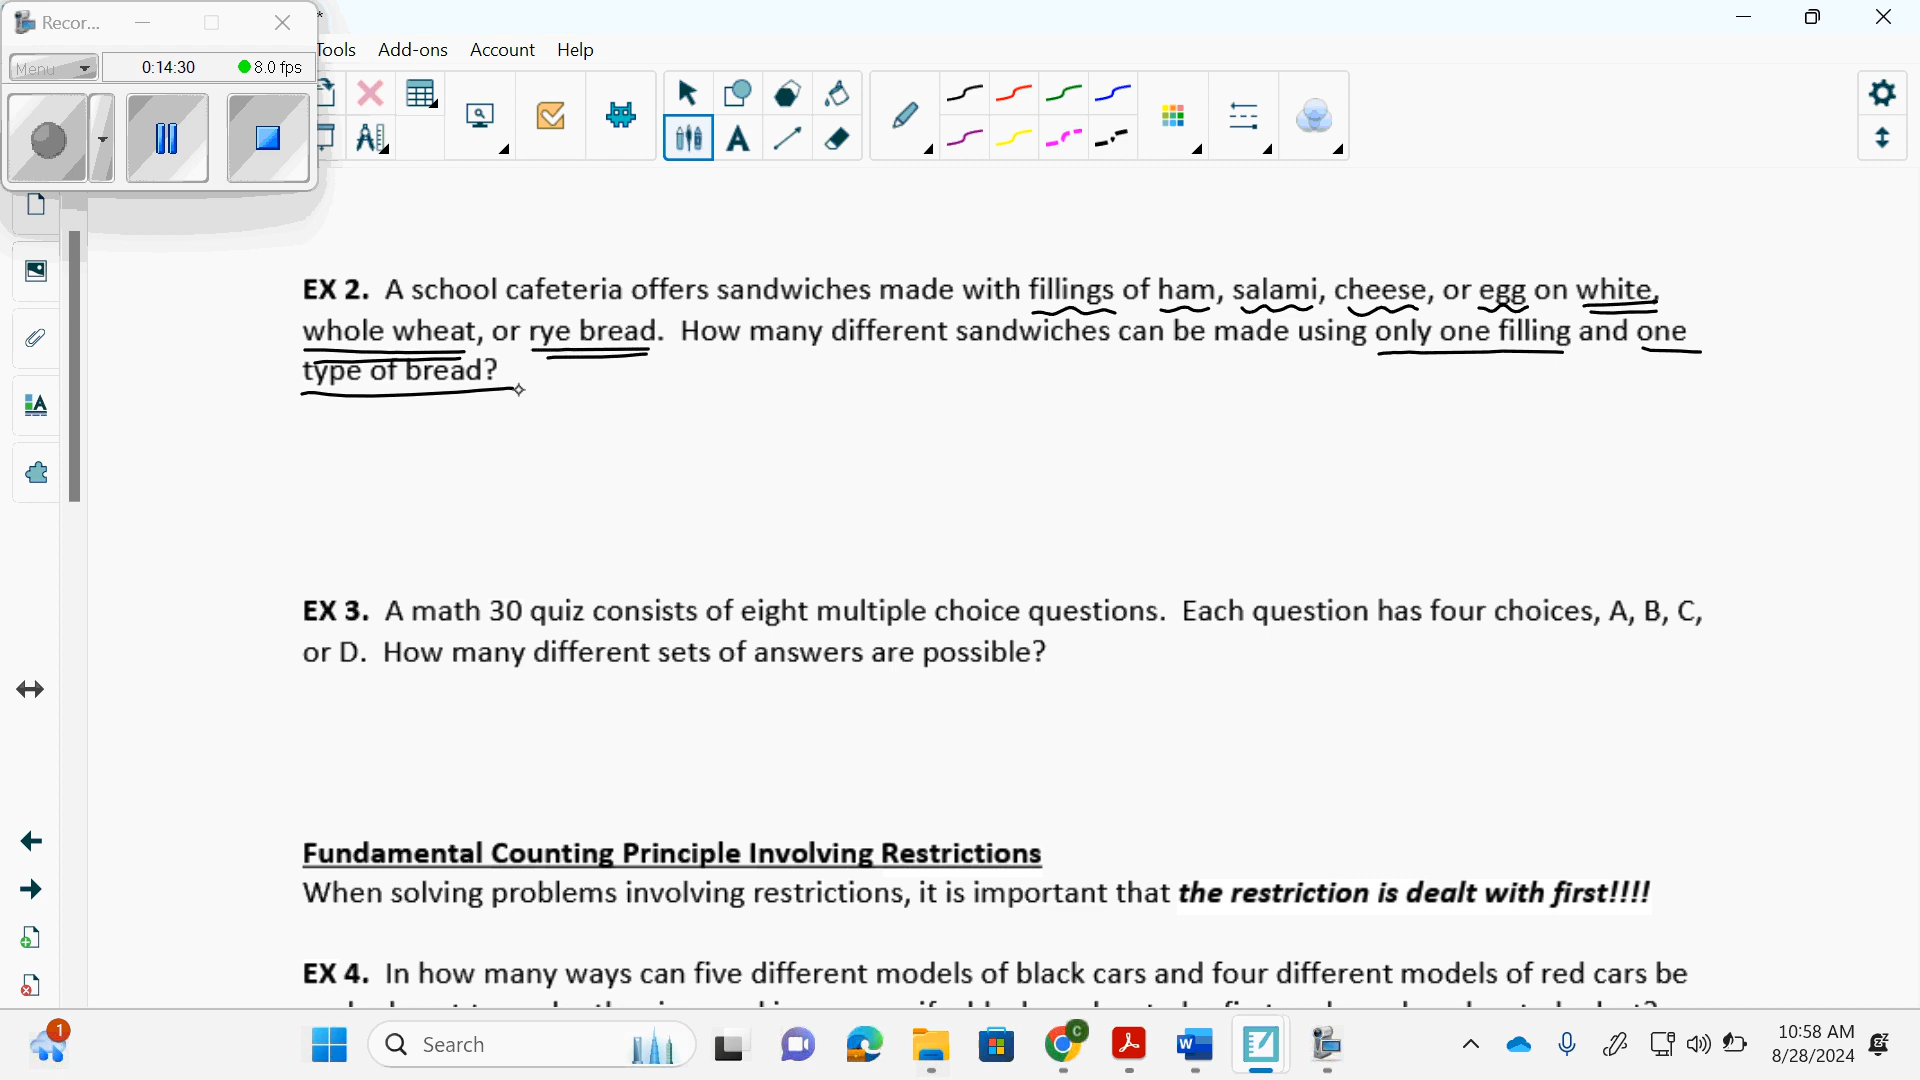 Recor...
*
Menu
0:14:30
8.0 fps
Tools Add-ons Account Help
EX 2. A school cafeteria offers sandwiches made with fillings of ham, salami, cheese, or egg on white,
whole wheat, or rye bread. How many different sandwiches can be made using only one filling and one
type of bread?
EX 3. A math 30 quiz consists of eight multiple choice questions. Each question has four choices, A, B, C,
or D. How many different sets of answers are possible?
Fundamental Counting Principle Involving Restrictions
When solving problems involving restrictions, it is important that the restriction is dealt with first!!!!
EX 4. In how many ways can five different models of black cars and four different models of red cars be
1
Search
C
10:58 AM
8/28/2024